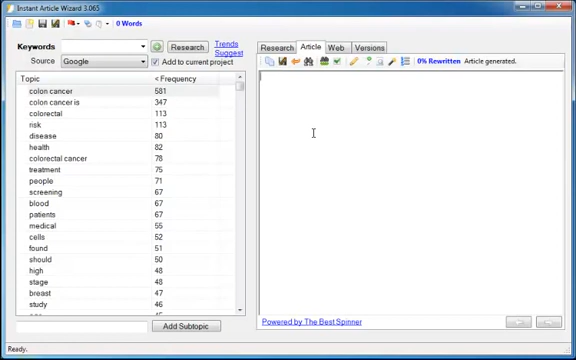 Instant Article Wizard 3.065
0 Words
Keywords
Research
Trends
Suggest
Source
Google
Add to current project
Topic < Frequency
colon cancer 581
colon cancer is 347
colorectal 113
risk 113
disease 80
health 82
colorectal cancer 78
treatment 75
people 71
screening 67
blood 67
patients 67
medical 55
cells 52
found 51
should 50
high 48
stage 48
breast 47
study 46
Add Subtopic
Research Article Web Versions
0% Rewritten Article generated.
Powered by The Best Spinner
Ready.